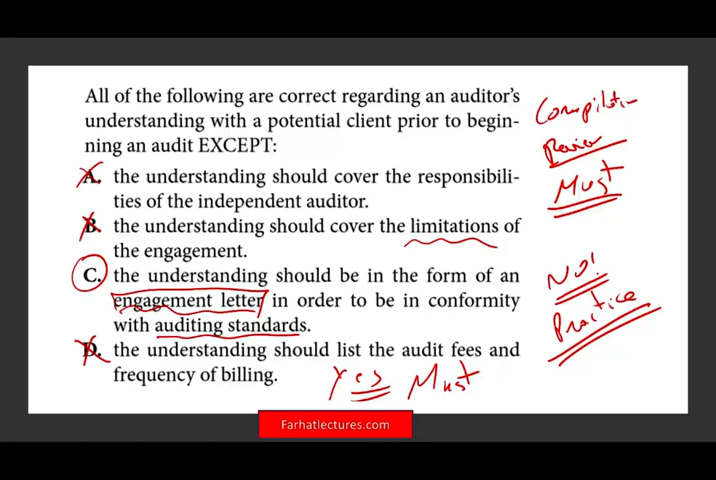 All of the following are correct regarding an auditor's
understanding with a potential client prior to begin-
ning an audit EXCEPT:
A. the understanding should cover the responsibili-
ties of the independent auditor.
B. the understanding should cover the limitations of
the engagement.
C. the understanding should be in the form of an
engagement letter in order to be in conformity
with auditing standards.
D. the understanding should list the audit fees and
frequency of billing.
Compilation
Review
Must
No!
Practice
Yes Must
Farhatlectures.com